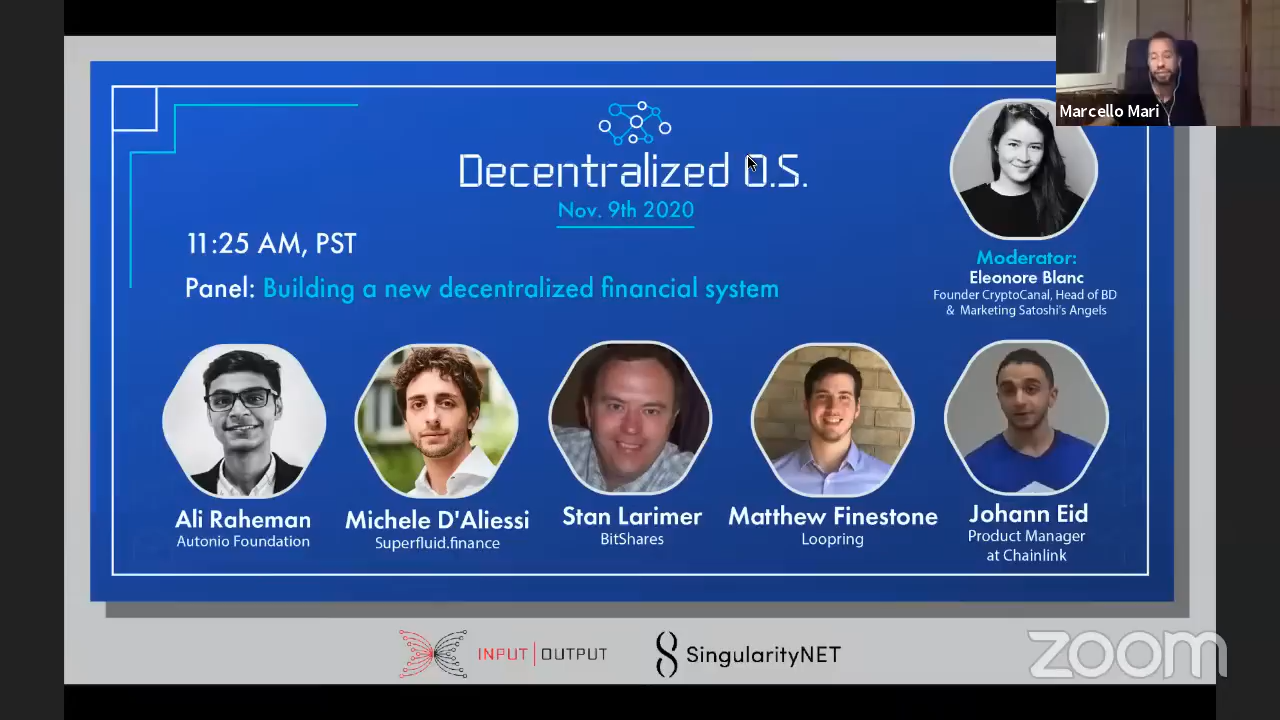 Marcello Mari
Decentralized O.S.
Nov. 9th 2020
11:25 AM, PST
Panel: Building a new decentralized financial system
Moderator:
Eleonore Blanc
Founder CryptoCanal, Head of BD
& Marketing Satoshi's Angels
Ali Raheman
Autonio Foundation
Michele D'Aliessi
Superfluid.finance
Stan Larimer
BitShares
Matthew Finestone
Loopring
Johann Eid
Product Manager
at Chainlink
INPUT | OUTPUT
SingularityNET
zoom